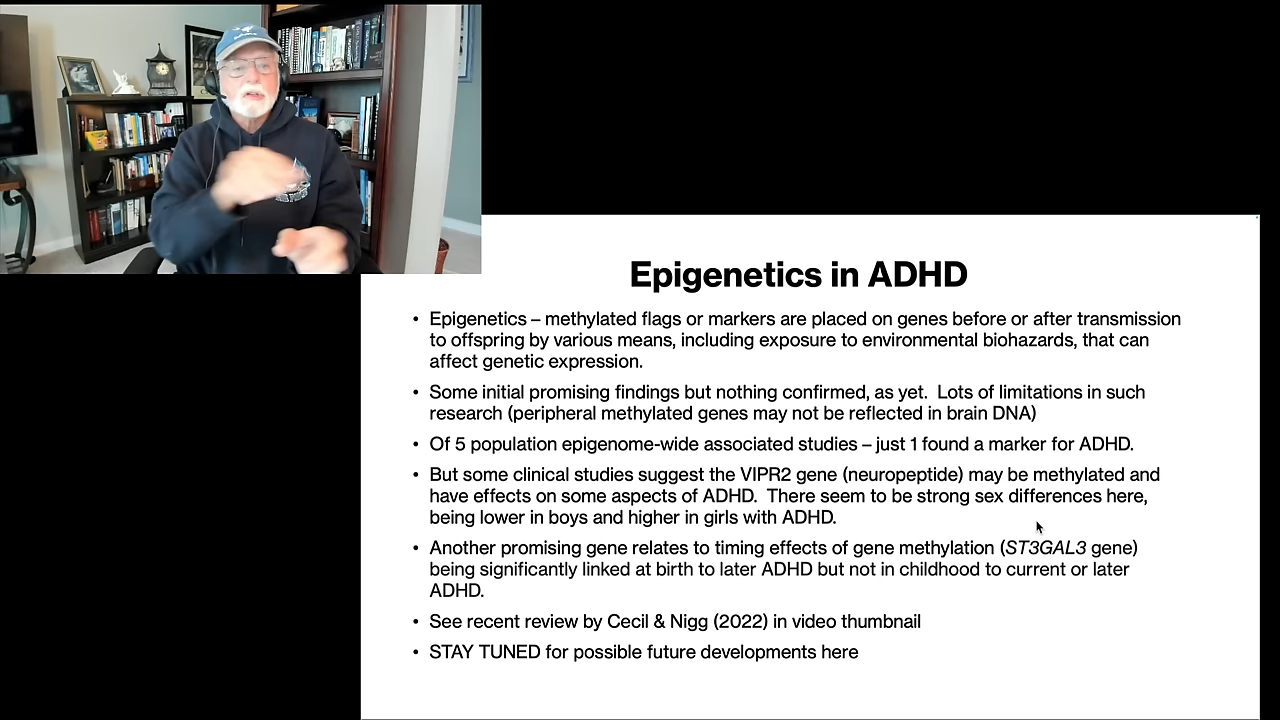 Epigenetics in ADHD
• Epigenetics – methylated flags or markers are placed on genes before or after transmission
to offspring by various means, including exposure to environmental biohazards, that can
affect genetic expression.
• Some initial promising findings but nothing confirmed, as yet.  Lots of limitations in such
research (peripheral methylated genes may not be reflected in brain DNA)
• Of 5 population epigenome-wide associated studies – just 1 found a marker for ADHD.
• But some clinical studies suggest the VIPR2 gene (neuropeptide) may be methylated and
have effects on some aspects of ADHD.  There seem to be strong sex differences here,
being lower in boys and higher in girls with ADHD.
• Another promising gene relates to timing effects of gene methylation (ST3GAL3 gene)
being significantly linked at birth to later ADHD but not in childhood to current or later
ADHD.
• See recent review by Cecil & Nigg (2022) in video thumbnail
• STAY TUNED for possible future developments here